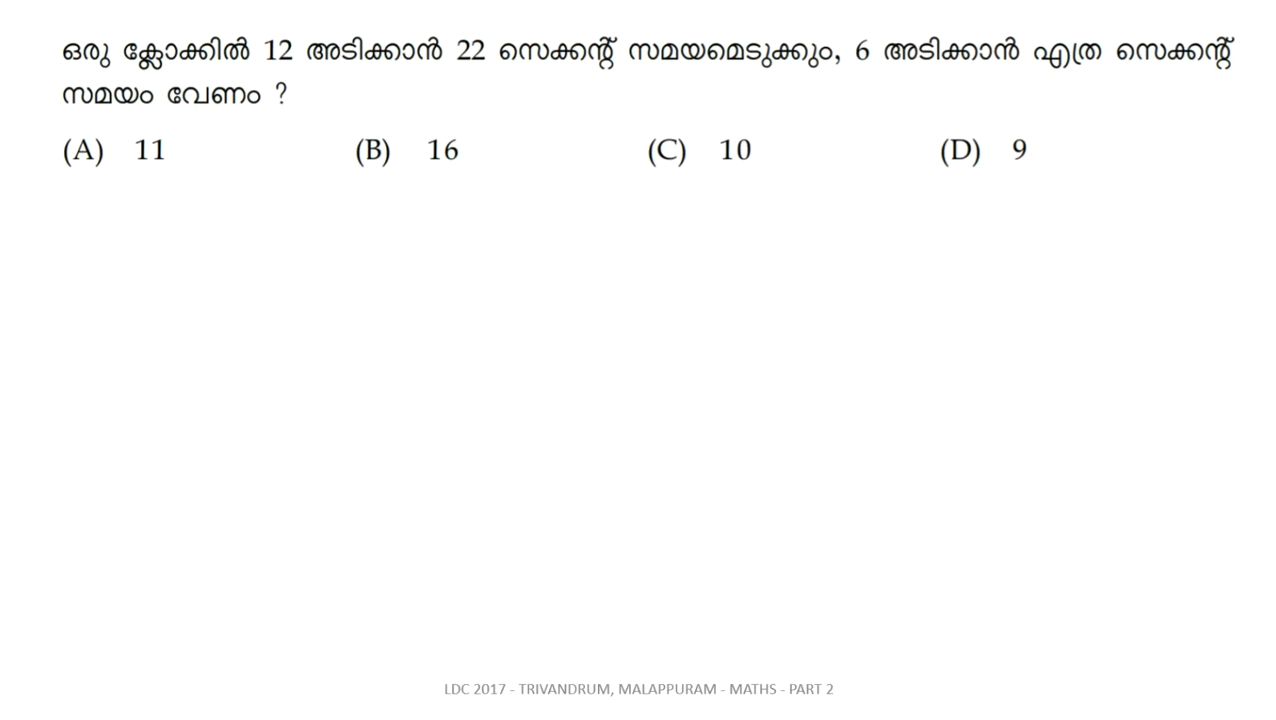 ഒരു ക്ലോക്കിൽ 12 അടിക്കാൻ 22 സെക്കന്റ് സമയമെടുക്കും, 6 അടിക്കാൻ എത്ര സെക്കന്റ്
സമയം വേണം ?
(A) 11 (B) 16 (C) 10 (D) 9
LDC 2017 - TRIVANDRUM, MALAPPURAM - MATHS - PART 2